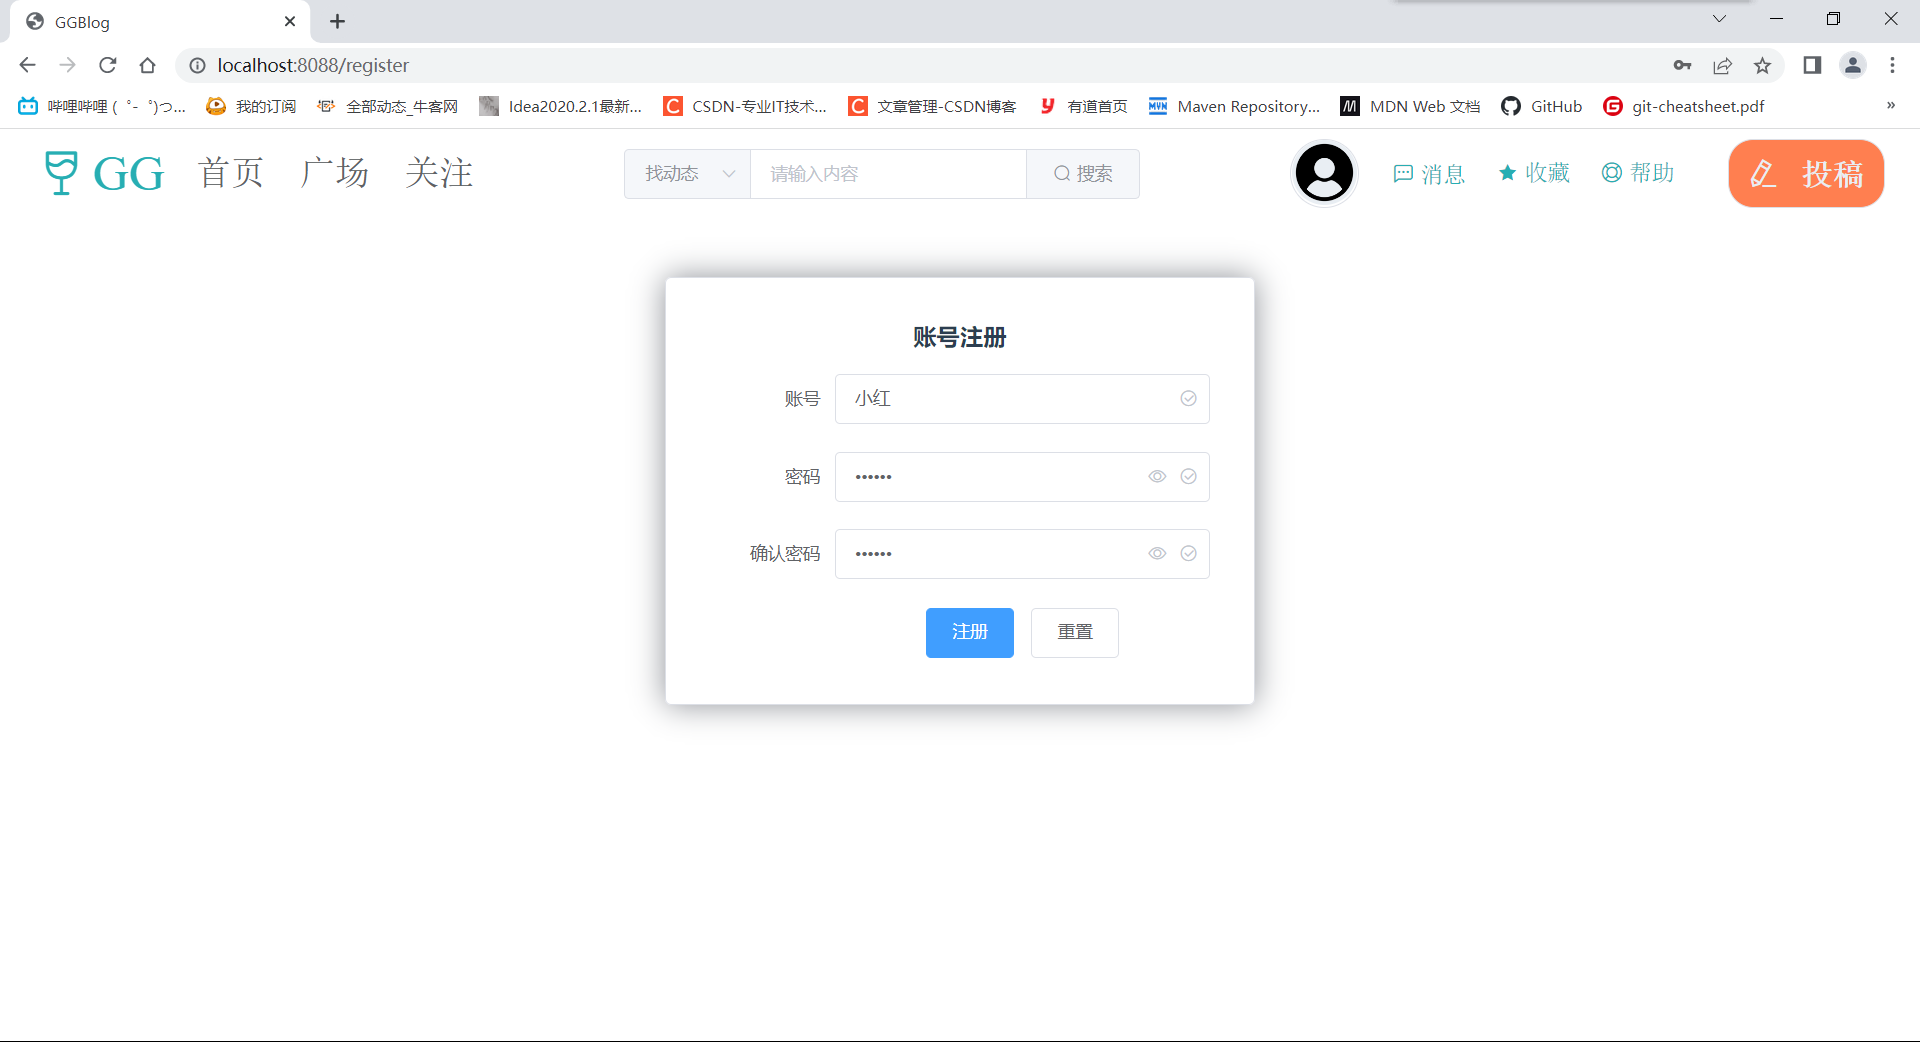 GGBlog
localhost:8088/register
哔哩哔哩 (゜-゜)つ... 我的订阅 全部动态_牛客网 Idea2020.2.1最新... CSDN-专业IT技术... 文章管理-CSDN博客 有道首页 Maven Repository... MDN Web 文档 GitHub git-cheatsheet.pdf »
GG 首页 广场 关注 找动态 请输入内容 搜索 消息 收藏 帮助 投稿
账号注册
账号 小红
密码 ••••••
确认密码 ••••••
注册 重置